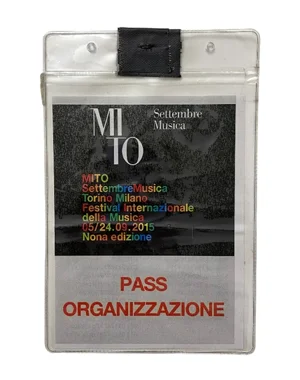 MI
TO
Settembre
Musica
MITO
SettembreMusica
Torino Milano
Festival Internazionale
della Musica
05/24.09.2015
Nona edizione
PASS
ORGANIZZAZIONE